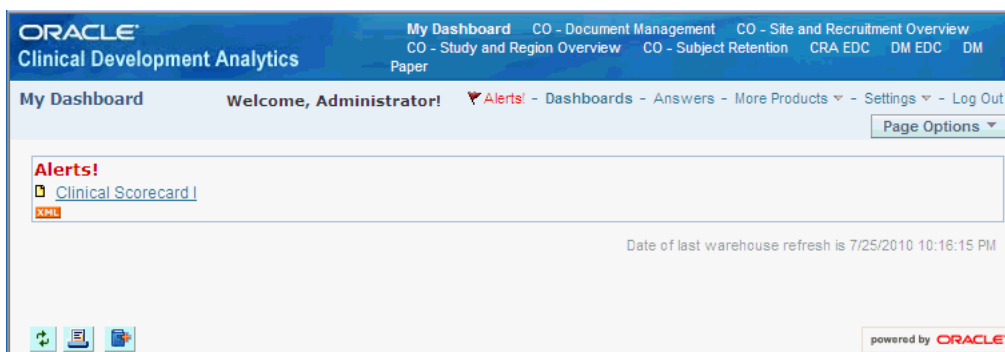 ORACLE
Clinical Development Analytics
My Dashboard CO - Document Management CO - Site and Recruitment Overview
CO - Study and Region Overview CO - Subject Retention CRA EDC DM EDC DM
Paper
My Dashboard Welcome, Administrator! Alerts! - Dashboards - Answers - More Products - Settings - Log Out
Page Options
Alerts!
Clinical Scorecard I
XML
Date of last warehouse refresh is 7/25/2010 10:16:15 PM
powered by ORACLE